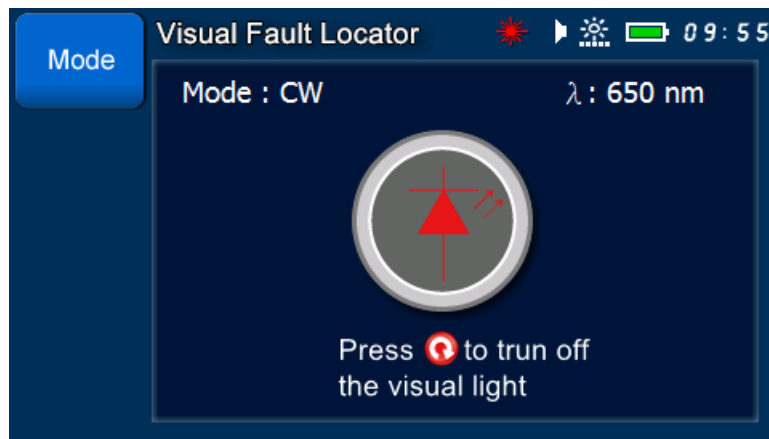 Mode
Visual Fault Locator 09:55
Mode : CW λ : 650 nm
Press to trun off
the visual light